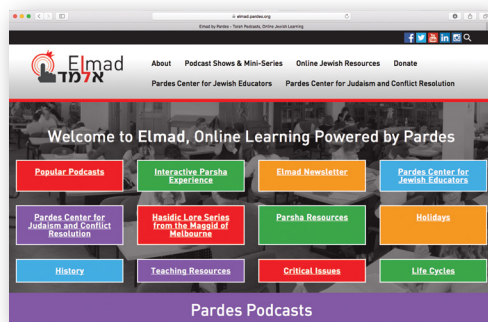 elmad.pardes.org
Elmad by Pardes - Torah Podcasts, Online Jewish Learning
Elmad
אלמד
About Podcast Shows & Mini-Series Online Jewish Resources Donate
Pardes Center for Jewish Educators Pardes Center for Judaism and Conflict Resolution
Welcome to Elmad, Online Learning Powered by Pardes
Popular Podcasts
Interactive Parsha
Experience
Elmad Newsletter
Pardes Center for
Jewish Educators
Pardes Center for
Judaism and Conflict
Resolution
Hasidic Lore Series
from the Maggid of
Melbourne
Parsha Resources
Holidays
History
Teaching Resources
Critical Issues
Life Cycles
Pardes Podcasts